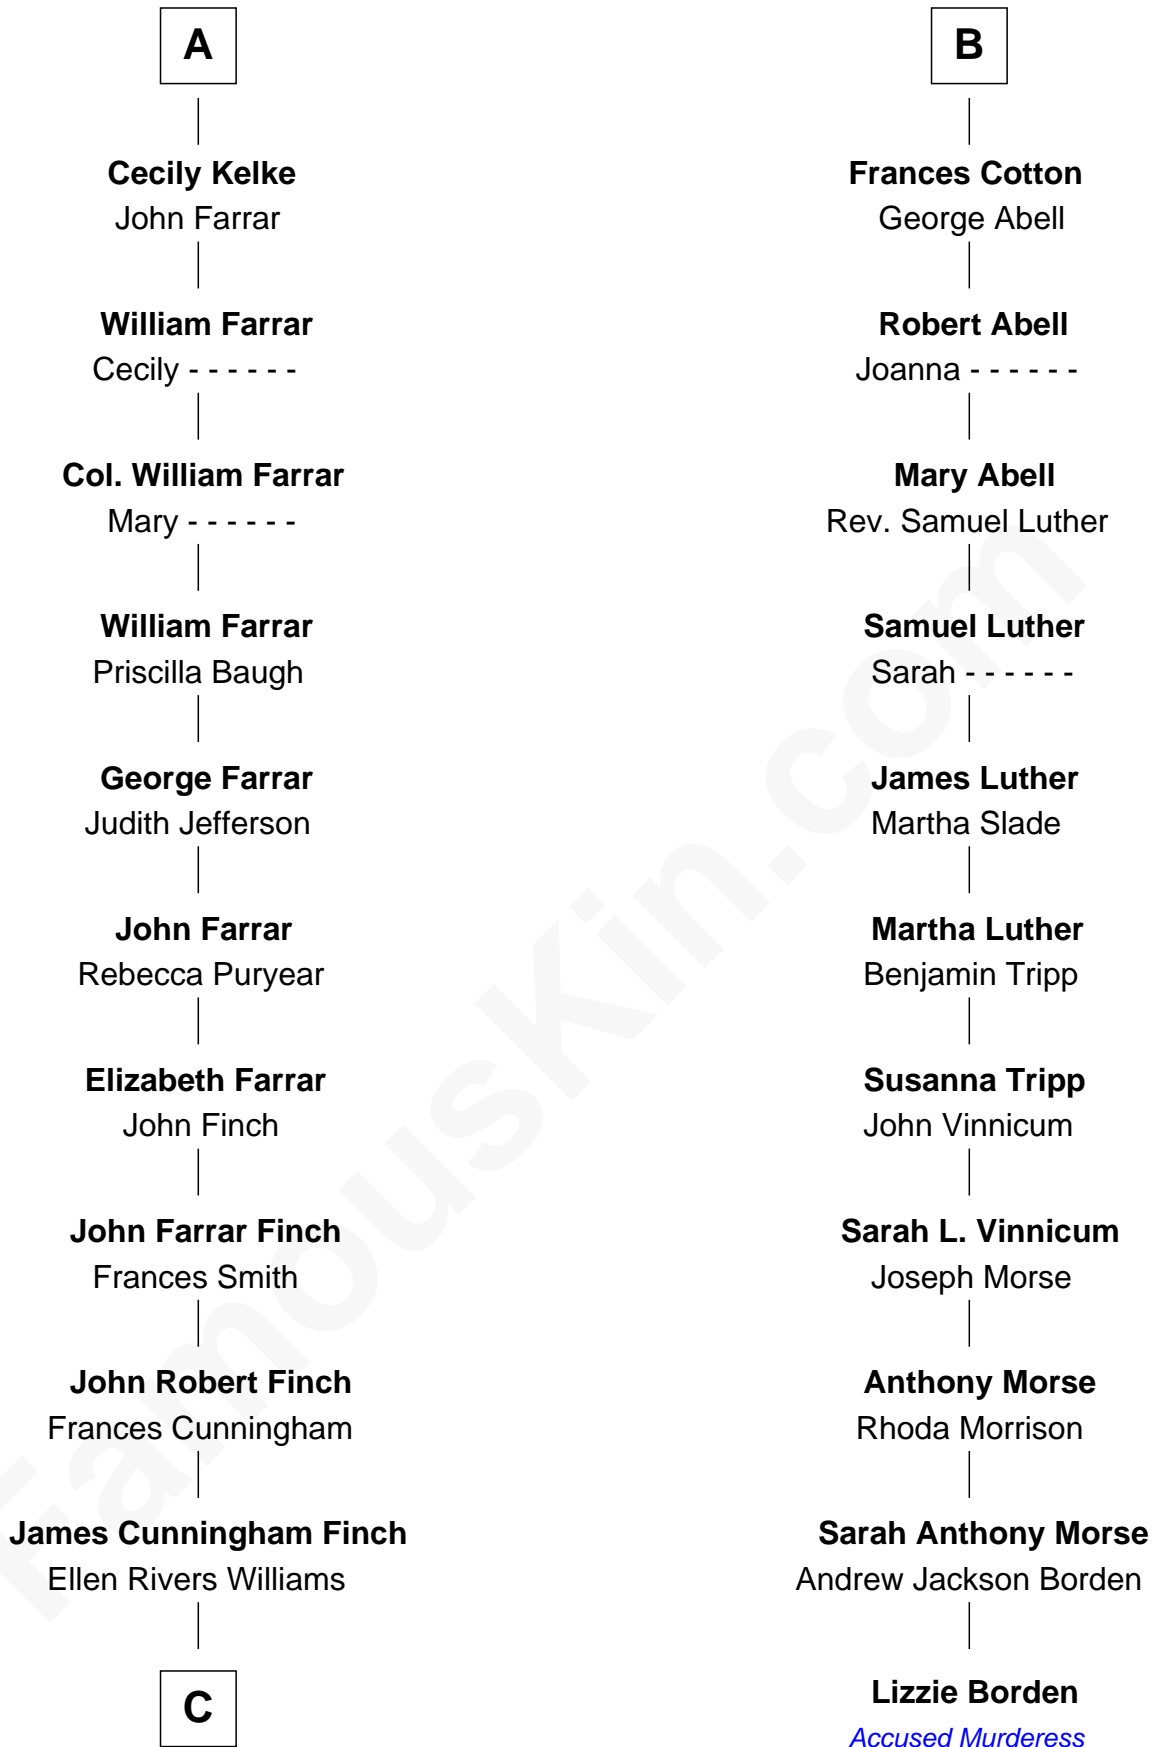 A
Cecily Kelke
John Farrar
William Farrar
Cecily - - - - - -
Col. William Farrar
Mary - - - - - -
William Farrar
Priscilla Baugh
George Farrar
Judith Jefferson
John Farrar
Rebecca Puryear
Elizabeth Farrar
John Finch
John Farrar Finch
Frances Smith
John Robert Finch
Frances Cunningham
James Cunningham Finch
Ellen Rivers Williams
C
B
Frances Cotton
George Abell
Robert Abell
Joanna - - - - - -
Mary Abell
Rev. Samuel Luther
Samuel Luther
Sarah - - - - - -
James Luther
Martha Slade
Martha Luther
Benjamin Tripp
Susanna Tripp
John Vinnicum
Sarah L. Vinnicum
Joseph Morse
Anthony Morse
Rhoda Morrison
Sarah Anthony Morse
Andrew Jackson Borden
Lizzie Borden
Accused Murderess
FamousKin.com